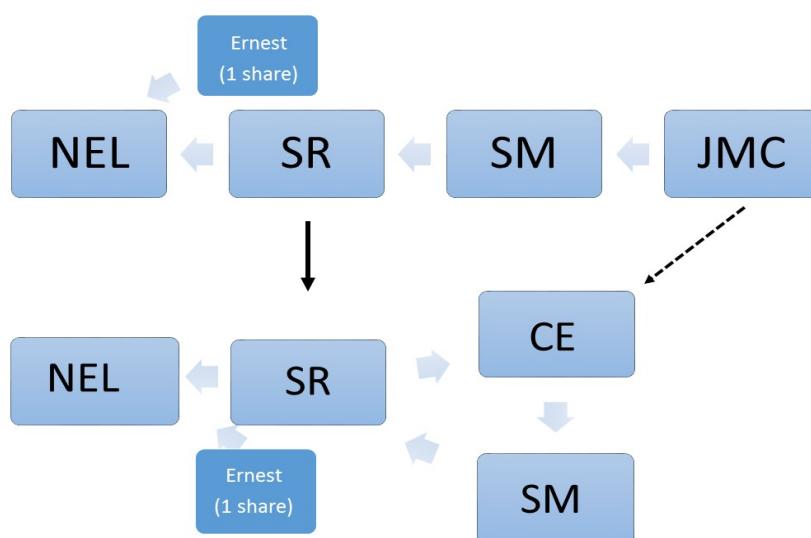 Ernest
(1 share)
NEL
SR
SM
JMC
CE
NEL
SR
Ernest
(1 share)
SM